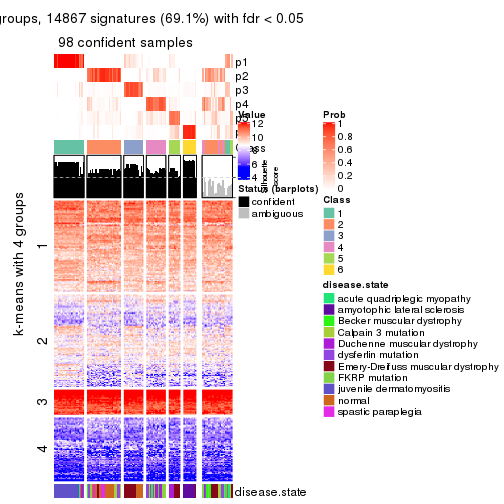 groups, 14867 signatures (69.1%) with fdr < 0.05
98 confident samples
p1
p2
p3
p4
p5
Value
12
10
8
6
4
Class
Silhouette score
Status (barplots)
confident
ambiguous
Prob
1
0.8
0.6
0.4
0.2
0
Class
1
2
3
4
5
6
disease.state
acute quadriplegic myopathy
amyotophic lateral sclerosis
Becker muscular dystrophy
Calpain 3 mutation
Duchenne muscular dystrophy
dysferlin mutation
Emery-Dreifuss muscular dystrophy
FKRP mutation
juvenile dermatomyositis
normal
spastic paraplegia
k-means with 4 groups
1
2
3
4
disease.state